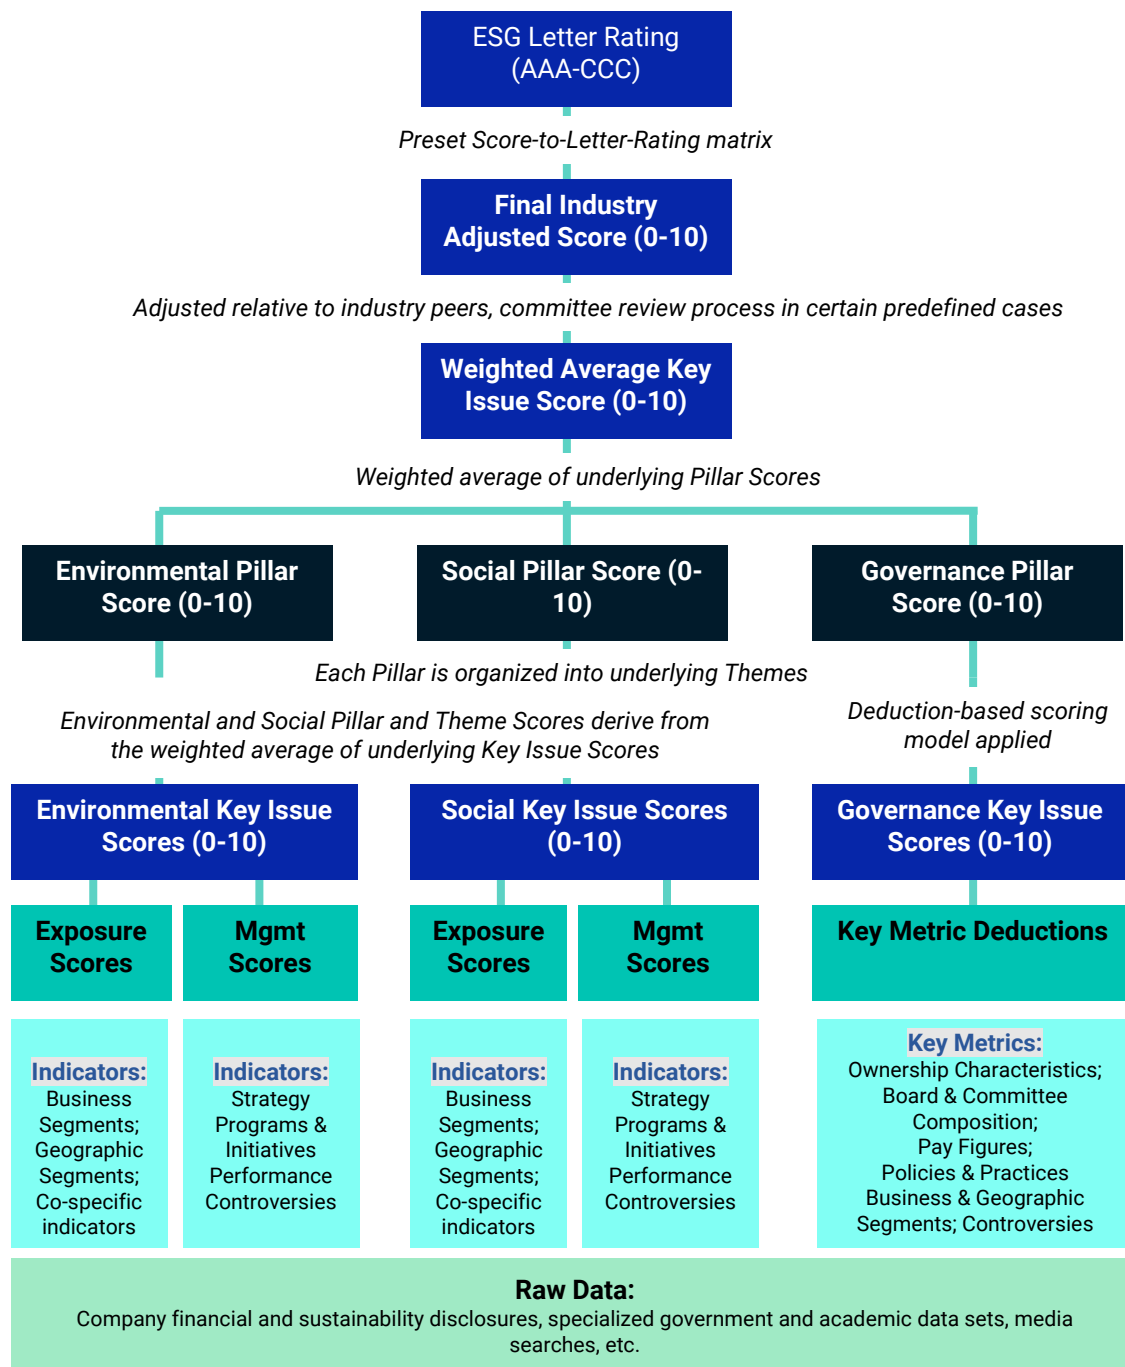 ESG Letter Rating
(AAA-CCC)
Preset Score-to-Letter-Rating matrix
Final Industry
Adjusted Score (0-10)
Adjusted relative to industry peers, committee review process in certain predefined cases
Weighted Average Key
Issue Score (0-10)
Weighted average of underlying Pillar Scores
Environmental Pillar
Score (0-10)
Social Pillar Score (0-
10)
Governance Pillar
Score (0-10)
Each Pillar is organized into underlying Themes
Environmental and Social Pillar and Theme Scores derive from
the weighted average of underlying Key Issue Scores
Deduction-based scoring
model applied
Environmental Key Issue
Scores (0-10)
Social Key Issue Scores
(0-10)
Governance Key Issue
Scores (0-10)
Exposure
Scores
Mgmt
Scores
Exposure
Scores
Mgmt
Scores
Key Metric Deductions
Indicators:
Business
Segments;
Geographic
Segments;
Co-specific
indicators
Indicators:
Strategy
Programs &
Initiatives
Performance
Controversies
Indicators:
Business
Segments;
Geographic
Segments;
Co-specific
indicators
Indicators:
Strategy
Programs &
Initiatives
Performance
Controversies
Key Metrics:
Ownership Characteristics;
Board & Committee
Composition;
Pay Figures;
Policies & Practices
Business & Geographic
Segments; Controversies
Raw Data:
Company financial and sustainability disclosures, specialized government and academic data sets, media
searches, etc.